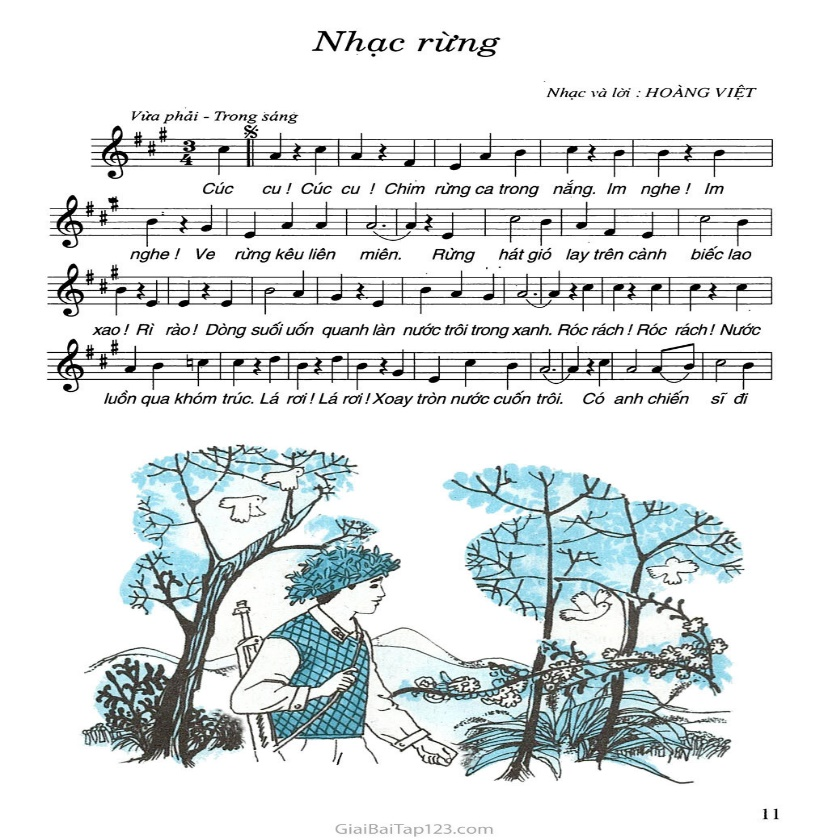 Nhạc rừng
Nhạc và lời : HOÀNG VIỆT
Vừa phải - Trong sáng
3
4
Cúc cu ! Cúc cu ! Chim rừng ca trong nắng. Im nghe ! Im
nghe ! Ve rừng kêu liên miên. Rừng hát gió lay trên cành biếc lao
xao ! Rì rào ! Dòng suối uốn quanh làn nước trôi trong xanh. Róc rách ! Róc rách ! Nước
luồn qua khóm trúc. Lá rơi ! Lá rơi ! Xoay tròn nước cuốn trôi. Có anh chiến sĩ đi
11
GiaiBaiTap123.com